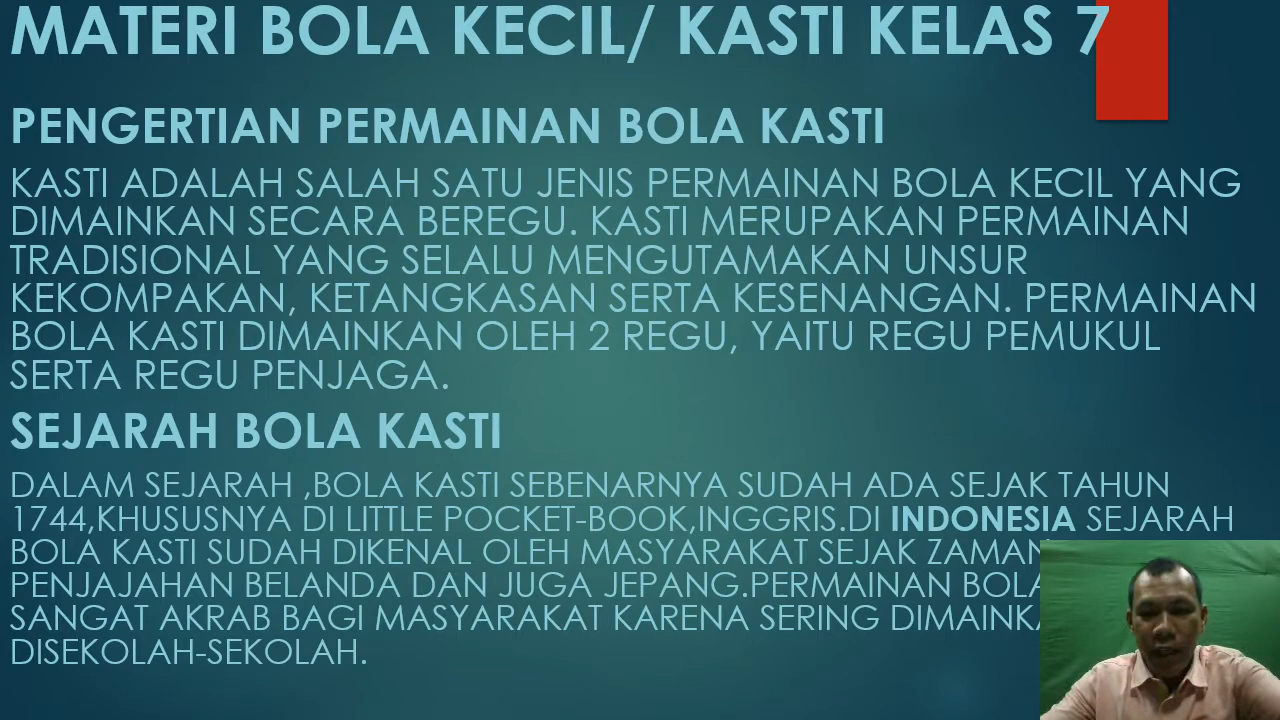 MATERI BOLA KECIL/ KASTI KELAS 7
PENGERTIAN PERMAINAN BOLA KASTI
KASTI ADALAH SALAH SATU JENIS PERMAINAN BOLA KECIL YANG
DIMAINKAN SECARA BEREGU. KASTI MERUPAKAN PERMAINAN
TRADISIONAL YANG SELALU MENGUTAMAKAN UNSUR
KEKOMPAKAN, KETANGKASAN SERTA KESENANGAN. PERMAINAN
BOLA KASTI DIMAINKAN OLEH 2 REGU, YAITU REGU PEMUKUL
SERTA REGU PENJAGA.
SEJARAH BOLA KASTI
DALAM SEJARAH ,BOLA KASTI SEBENARNYA SUDAH ADA SEJAK TAHUN
1744,KHUSUSNYA DI LITTLE POCKET-BOOK,INGGRIS.DI INDONESIA SEJARAH
BOLA KASTI SUDAH DIKENAL OLEH MASYARAKAT SEJAK ZAMAN
PENJAJAHAN BELANDA DAN JUGA JEPANG.PERMAINAN BOLA
SANGAT AKRAB BAGI MASYARAKAT KARENA SERING
DISEKOLAH-SEKOLAH.